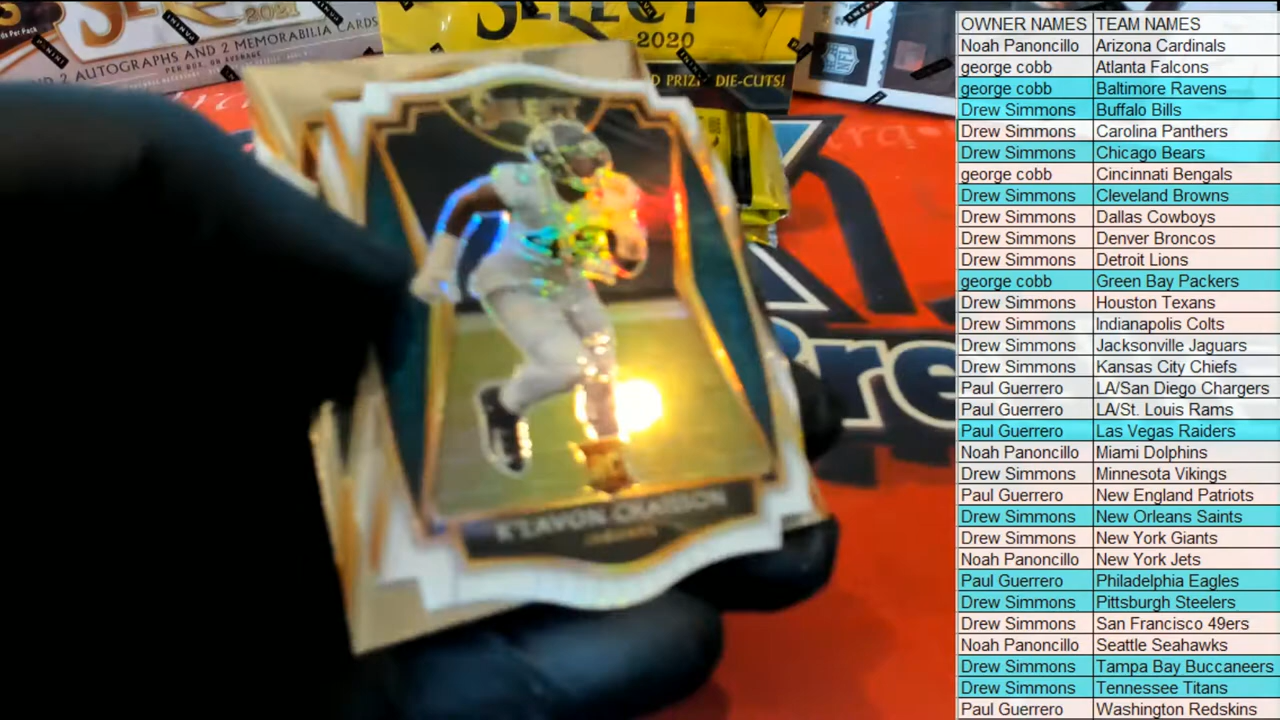 2021
SELECT
2020
AUTOGRAPHS AND 2 MEMORABILIA CARDS
PER BOX, ON AVERAGE
DIE-CUTS!
K'LAVON CHAISSON
JAGUARS
OWNER NAMES TEAM NAMES
Noah Panoncillo Arizona Cardinals
george cobb Atlanta Falcons
george cobb Baltimore Ravens
Drew Simmons Buffalo Bills
Drew Simmons Carolina Panthers
Drew Simmons Chicago Bears
george cobb Cincinnati Bengals
Drew Simmons Cleveland Browns
Drew Simmons Dallas Cowboys
Drew Simmons Denver Broncos
Drew Simmons Detroit Lions
george cobb Green Bay Packers
Drew Simmons Houston Texans
Drew Simmons Indianapolis Colts
Drew Simmons Jacksonville Jaguars
Drew Simmons Kansas City Chiefs
Paul Guerrero LA/San Diego Chargers
Paul Guerrero LA/St. Louis Rams
Paul Guerrero Las Vegas Raiders
Noah Panoncillo Miami Dolphins
Drew Simmons Minnesota Vikings
Paul Guerrero New England Patriots
Drew Simmons New Orleans Saints
Drew Simmons New York Giants
Noah Panoncillo New York Jets
Paul Guerrero Philadelphia Eagles
Drew Simmons Pittsburgh Steelers
Drew Simmons San Francisco 49ers
Noah Panoncillo Seattle Seahawks
Drew Simmons Tampa Bay Buccaneers
Drew Simmons Tennessee Titans
Paul Guerrero Washington Redskins